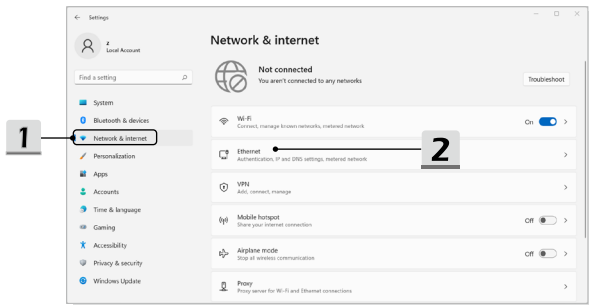 Settings
z
Local Account
Find a setting
System
Bluetooth & devices
Network & internet
Personalization
Apps
Accounts
Time & language
Gaming
Accessibility
Privacy & security
Windows Update
1
Network & internet
Not connected
You aren't connected to any networks
Troubleshoot
Wi-Fi
Connect, manage known networks, metered network
On
Ethernet
Authentication, IP and DNS settings, metered network
2
VPN
Add, connect, manage
Mobile hotspot
Share your internet connection
Off
Airplane mode
Stop all wireless communication
Off
Proxy
Proxy server for Wi-Fi and Ethernet connections